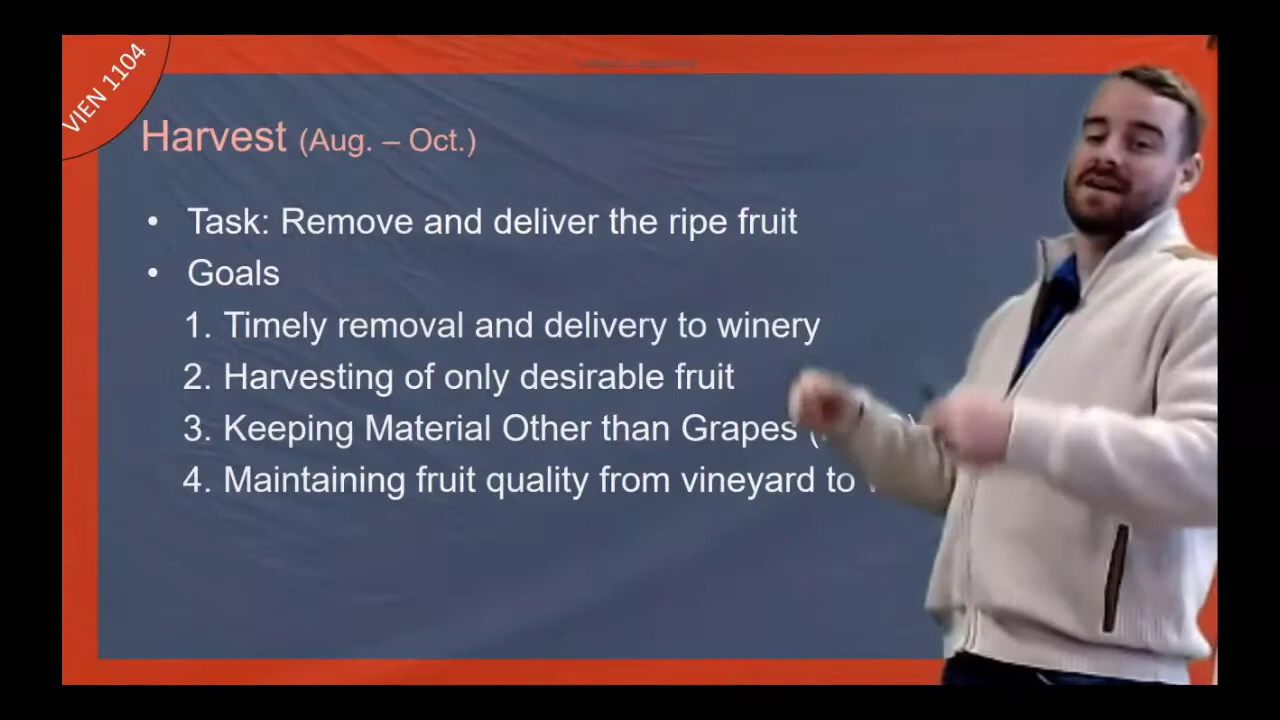 VIEN 1104
Harvest (Aug. – Oct.)
• Task: Remove and deliver the ripe fruit
• Goals
1. Timely removal and delivery to winery
2. Harvesting of only desirable fruit
3. Keeping Material Other than Grapes (
4. Maintaining fruit quality from vineyard to